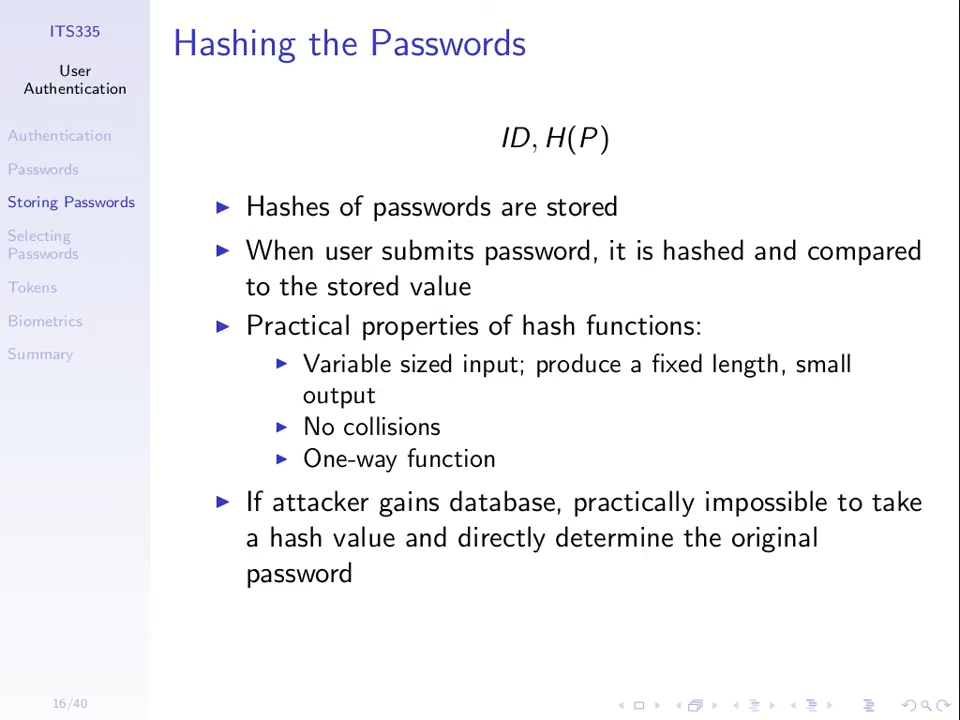 ITS335
User
Authentication
Authentication
Passwords
Storing Passwords
Selecting
Passwords
Tokens
Biometrics
Summary
16/40
Hashing the Passwords
ID, H(P)
Hashes of passwords are stored
When user submits password, it is hashed and compared
to the stored value
Practical properties of hash functions:
Variable sized input; produce a fixed length, small
output
No collisions
One-way function
If attacker gains database, practically impossible to take
a hash value and directly determine the original
password